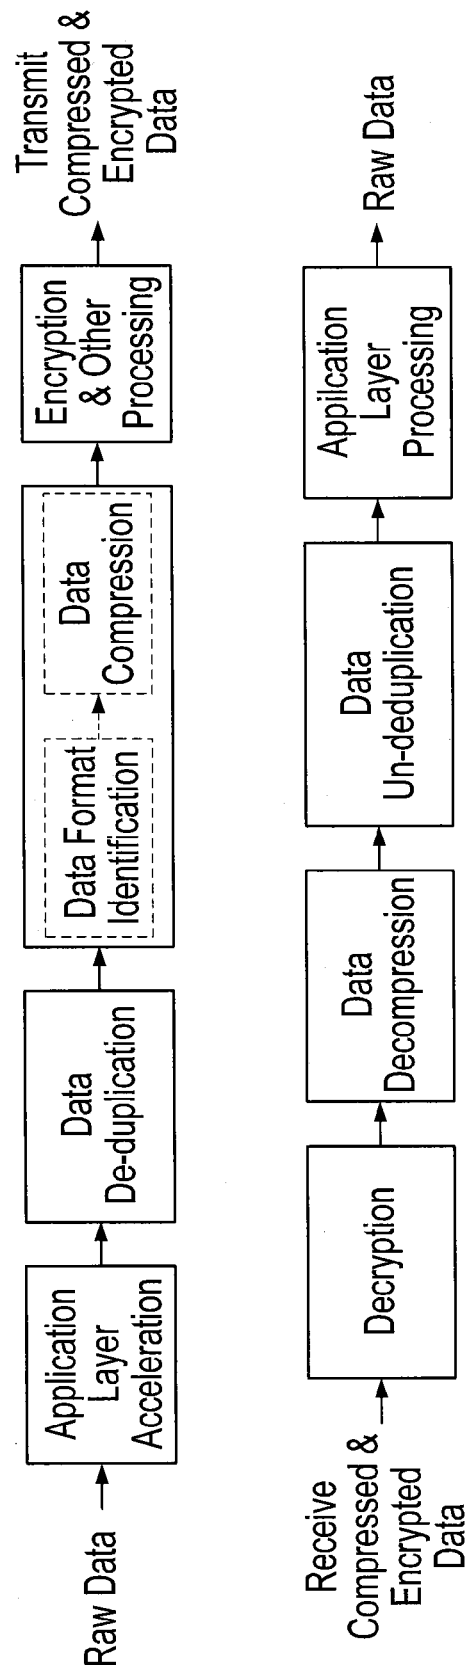 Raw Data
Application
Layer
Acceleration
Data
De-duplication
Data Format
Identification
Data
Compression
Encryption
& Other
Processing
Transmit
Compressed &
Encrypted
Data
Receive
Compressed &
Encrypted
Data
Decryption
Data
Decompression
Data
Un-deduplication
Appilcation
Layer
Processing
Raw Data